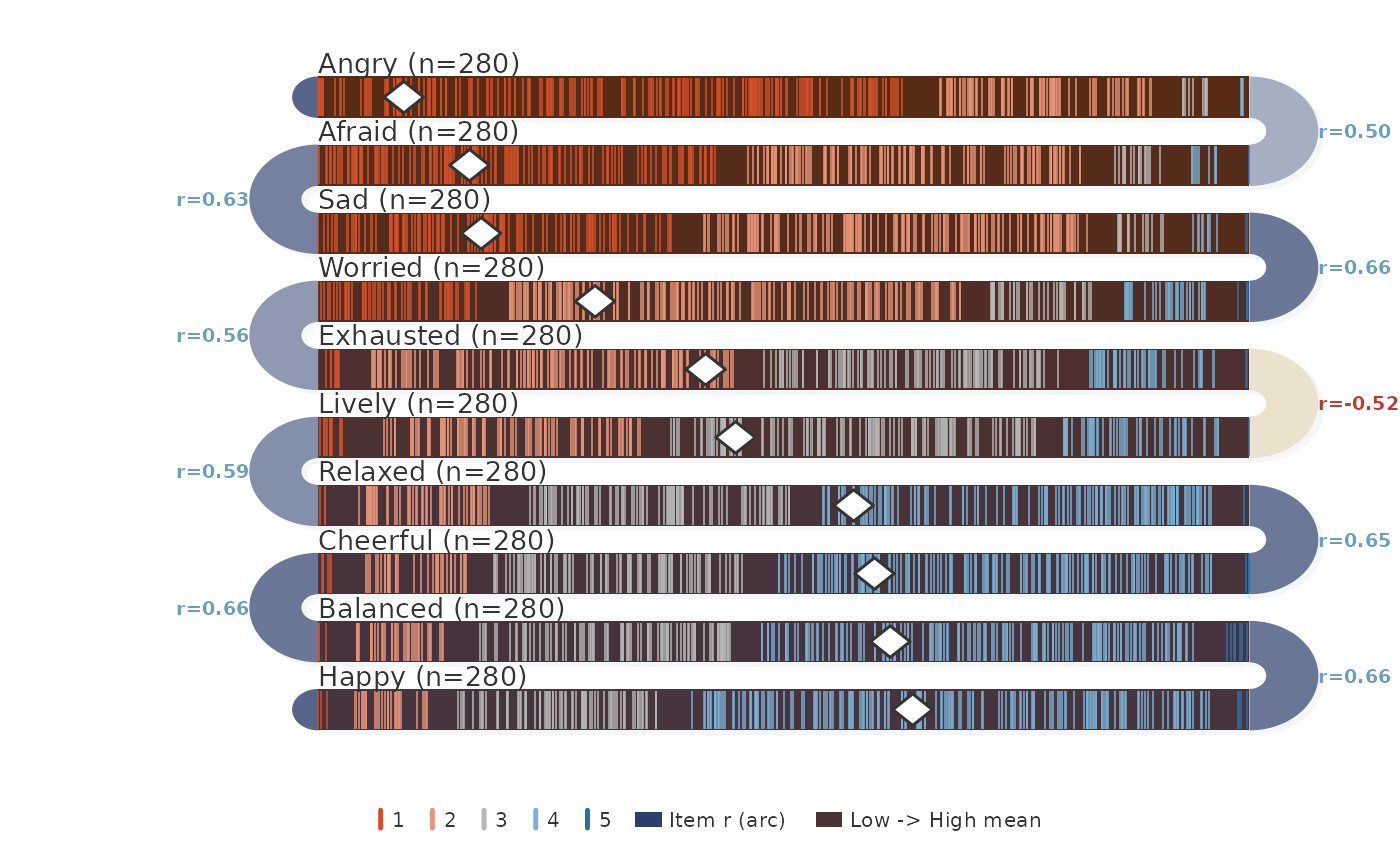 Angry (n=280)
Afraid (n=280)
r=0.50
Sad (n=280)
r=0.63
Worried (n=280)
r=0.66
Exhausted (n=280)
r=0.56
Lively (n=280)
r=-0.52
Relaxed (n=280)
r=0.59
Cheerful (n=280)
r=0.65
Balanced (n=280)
r=0.66
Happy (n=280)
r=0.66
1 2 3 4 5 Item r (arc) Low -> High mean